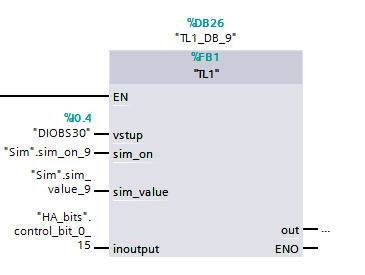 %DB26
"TL1_DB_9"
%FB1
"TL1"
EN
%I0.4
"DIOBS30"
vstup
"Sim".sim_on_9
sim_on
"Sim".sim_
value_9
sim_value
"HA_bits".
control_bit_0_
15
inoutput
out
...
ENO